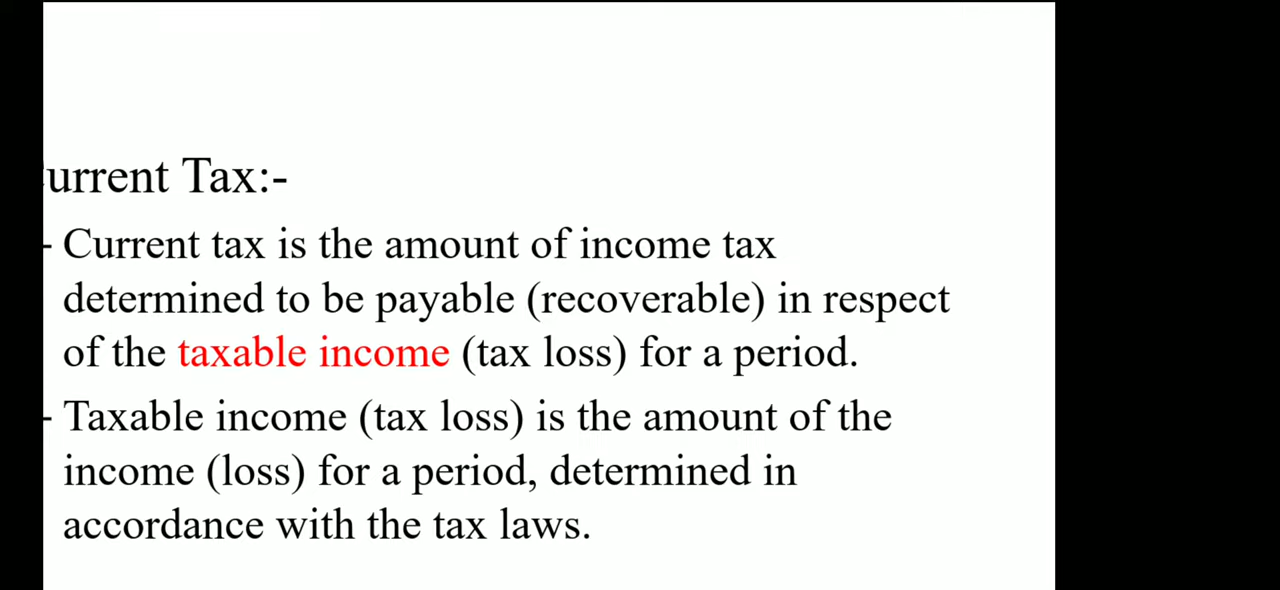 urrent Tax:-
- Current tax is the amount of income tax
determined to be payable (recoverable) in respect
of the taxable income (tax loss) for a period.
- Taxable income (tax loss) is the amount of the
income (loss) for a period, determined in
accordance with the tax laws.